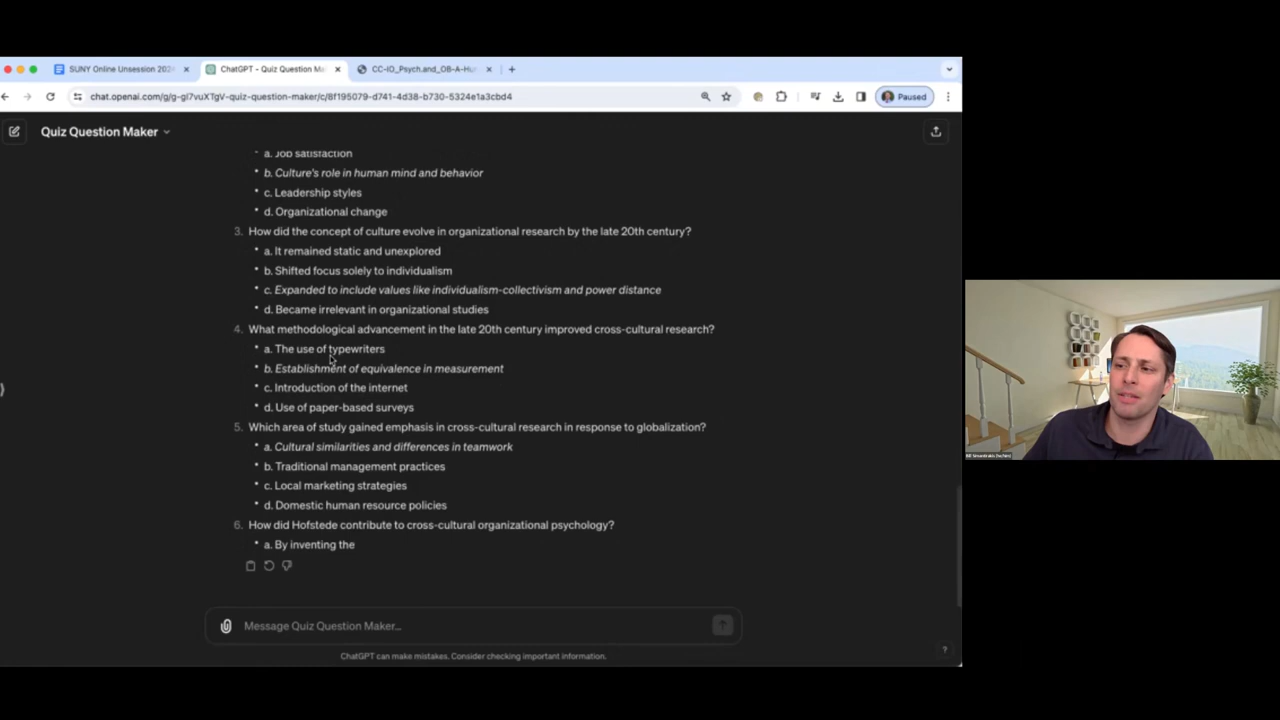 SUNY Online Unsession 202
ChatGPT - Quiz Question Ma
CC-IO_Psych.and_OB-A-Hu
chat.openai.com/g/g-gl7vuXTgV-quiz-question-maker/c/8f195079-d741-4d38-b730-5324e1a3cbd4
Paused
Quiz Question Maker
a. Job satisfaction
b. Culture's role in human mind and behavior
c. Leadership styles
d. Organizational change
3. How did the concept of culture evolve in organizational research by the late 20th century?
a. It remained static and unexplored
b. Shifted focus solely to individualism
c. Expanded to include values like individualism-collectivism and power distance
d. Became irrelevant in organizational studies
4. What methodological advancement in the late 20th century improved cross-cultural research?
a. The use of typewriters
b. Establishment of equivalence in measurement
c. Introduction of the internet
d. Use of paper-based surveys
5. Which area of study gained emphasis in cross-cultural research in response to globalization?
a. Cultural similarities and differences in teamwork
b. Traditional management practices
c. Local marketing strategies
d. Domestic human resource policies
6. How did Hofstede contribute to cross-cultural organizational psychology?
a. By inventing the
Message Quiz Question Maker...
ChatGPT can make mistakes. Consider checking important information.
?